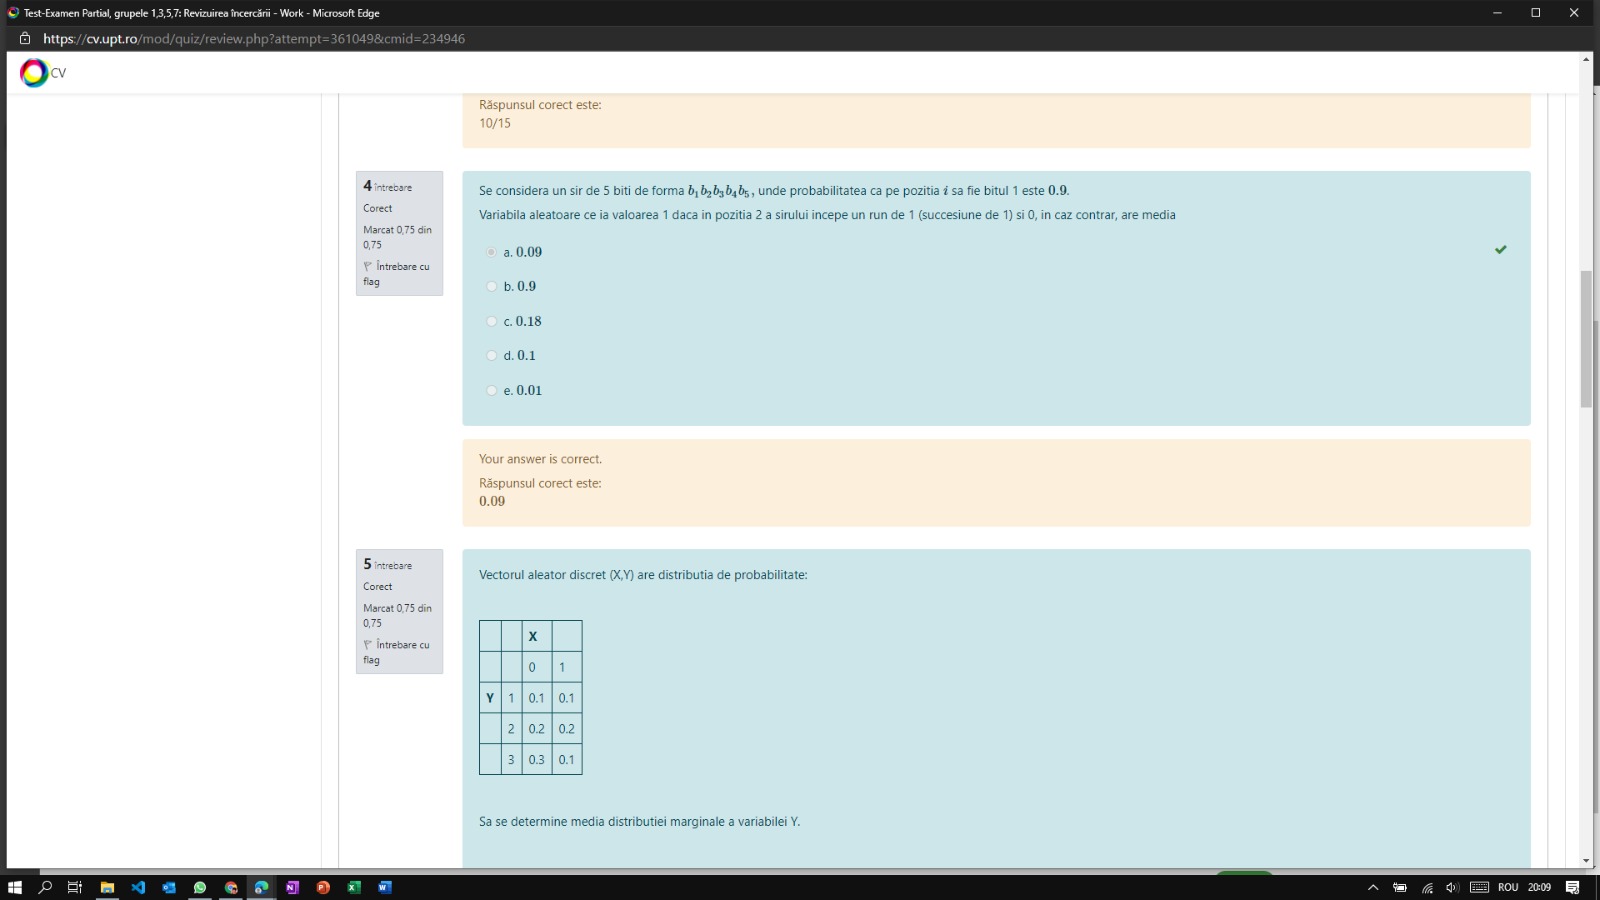 Test-Examen Partial, grupele 1,3,5,7: Revizuirea încercării - Work - Microsoft Edge
https://cv.upt.ro/mod/quiz/review.php?attempt=361049&cmid=234946
CV
Răspunsul corect este:
10/15
4 Întrebare
Corect
Marcat 0,75 din
0,75
Întrebare cu
flag
Se considera un sir de 5 biti de forma b₁b₂b₃b₄b₅, unde probabilitatea ca pe pozitia i sa fie bitul 1 este 0.9.
Variabila aleatoare ce ia valoarea 1 daca in pozitia 2 a sirului incepe un run de 1 (succesiune de 1) si 0, in caz contrar, are media
a. 0.09
b. 0.9
c. 0.18
d. 0.1
e. 0.01
Your answer is correct.
Răspunsul corect este:
0.09
5 Întrebare
Corect
Marcat 0,75 din
0,75
Întrebare cu
flag
Vectorul aleator discret (X,Y) are distributia de probabilitate:
X
0 1
Y 1 0.1 0.1
2 0.2 0.2
3 0.3 0.1
Sa se determine media distributiei marginale a variabilei Y.
ROU 20:09